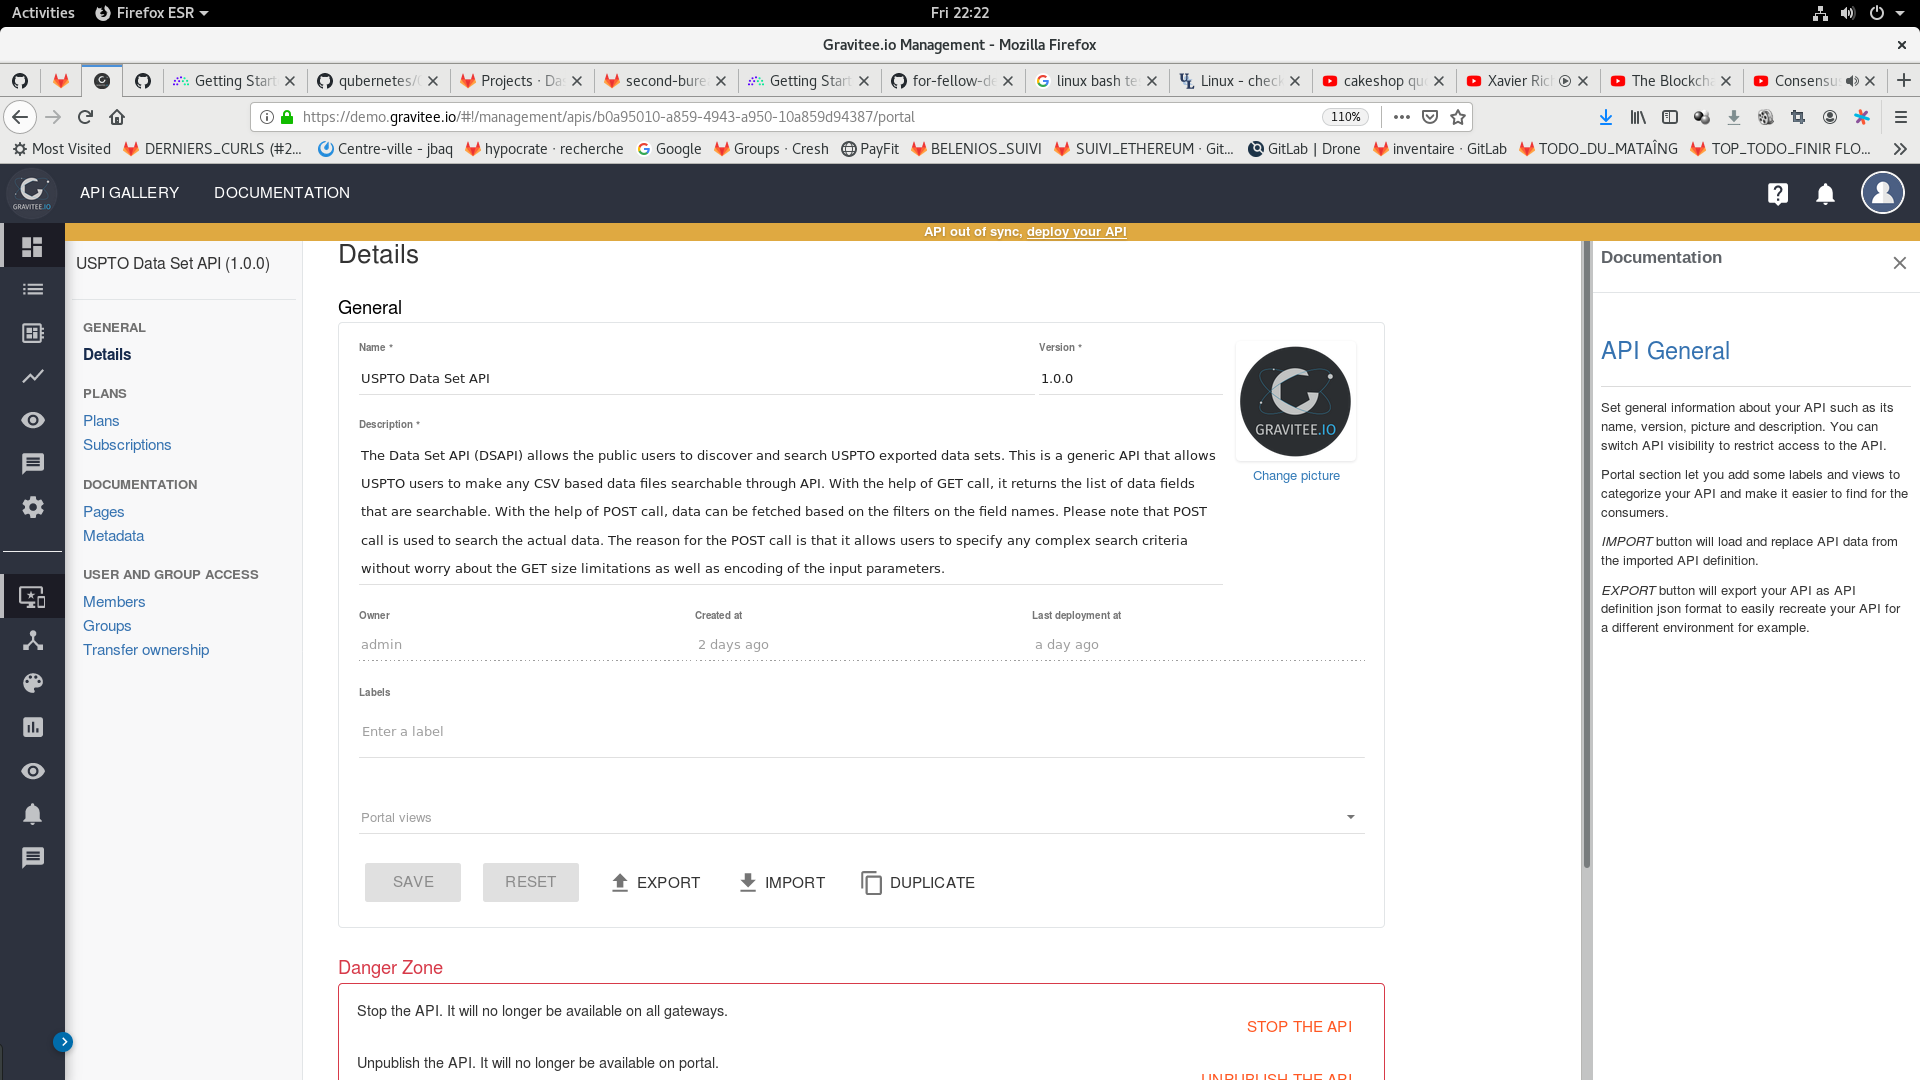 Activities
Firefox ESR
Fri 22:22
Gravitee.io Management - Mozilla Firefox
Getting Start
qubernetes/
Projects · Da
second-bure
Getting Start
for-fellow-de
linux bash te
Linux - check
cakeshop qu
Xavier Rich
The Blockcha
Consensus
https://demo.gravitee.io/#!/management/apis/b0a95010-a859-4943-a950-10a859d94387/portal
110%
Most Visited
DERNIERS_CURLS (#2...
Centre-ville - jbaq
hypocrate · recherche
Google
Groups · Cresh
PayFit
BELENIOS_SUIVI
SUIVI_ETHEREUM · Git...
GitLab | Drone
inventaire · GitLab
TODO_DU_MATAÎNG
TOP_TODO_FINIR FLO...
GRAVITEE.IO
API GALLERY
DOCUMENTATION
API out of sync, deploy your API
USPTO Data Set API (1.0.0)
GENERAL
Details
PLANS
Plans
Subscriptions
DOCUMENTATION
Pages
Metadata
USER AND GROUP ACCESS
Members
Groups
Transfer ownership
Details
General
Name *
USPTO Data Set API
Version *
1.0.0
Description *
The Data Set API (DSAPI) allows the public users to discover and search USPTO exported data sets. This is a generic API that allows
USPTO users to make any CSV based data files searchable through API. With the help of GET call, it returns the list of data fields
that are searchable. With the help of POST call, data can be fetched based on the filters on the field names. Please note that POST
call is used to search the actual data. The reason for the POST call is that it allows users to specify any complex search criteria
without worry about the GET size limitations as well as encoding of the input parameters.
GRAVITEE.IO
Change picture
Owner
admin
Created at
2 days ago
Last deployment at
a day ago
Labels
Enter a label
Portal views
SAVE
RESET
EXPORT
IMPORT
DUPLICATE
Danger Zone
Stop the API. It will no longer be available on all gateways.
STOP THE API
Unpublish the API. It will no longer be available on portal.
UNPUBLISH THE API
Documentation
API General
Set general information about your API such as its
name, version, picture and description. You can
switch API visibility to restrict access to the API.
Portal section let you add some labels and views to
categorize your API and make it easier to find for the
consumers.
IMPORT button will load and replace API data from
the imported API definition.
EXPORT button will export your API as API
definition json format to easily recreate your API for
a different environment for example.